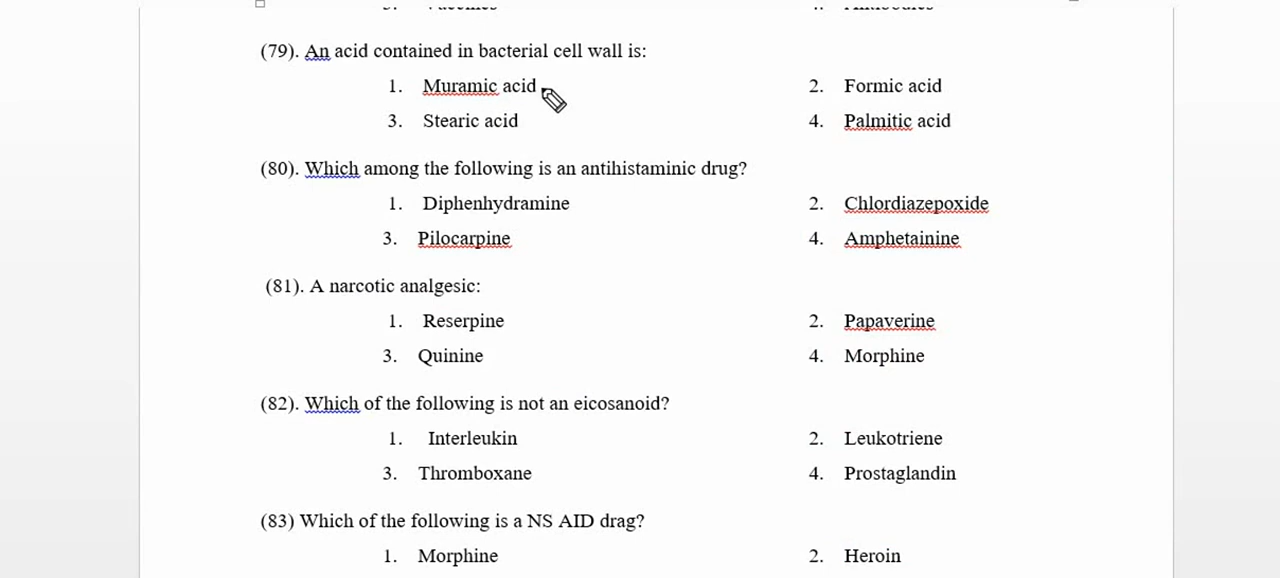 (79). An acid contained in bacterial cell wall is:
1. Muramic acid 2. Formic acid
3. Stearic acid 4. Palmitic acid
(80). Which among the following is an antihistaminic drug?
1. Diphenhydramine 2. Chlordiazepoxide
3. Pilocarpine 4. Amphetainine
(81). A narcotic analgesic:
1. Reserpine 2. Papaverine
3. Quinine 4. Morphine
(82). Which of the following is not an eicosanoid?
1. Interleukin 2. Leukotriene
3. Thromboxane 4. Prostaglandin
(83) Which of the following is a NS AID drag?
1. Morphine 2. Heroin